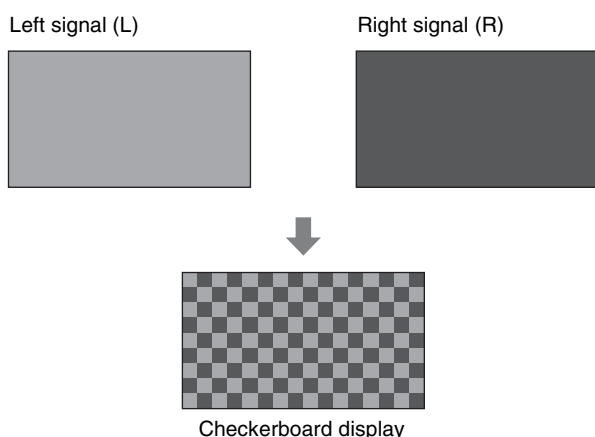 Left signal (L)
Right signal (R)
Checkerboard display